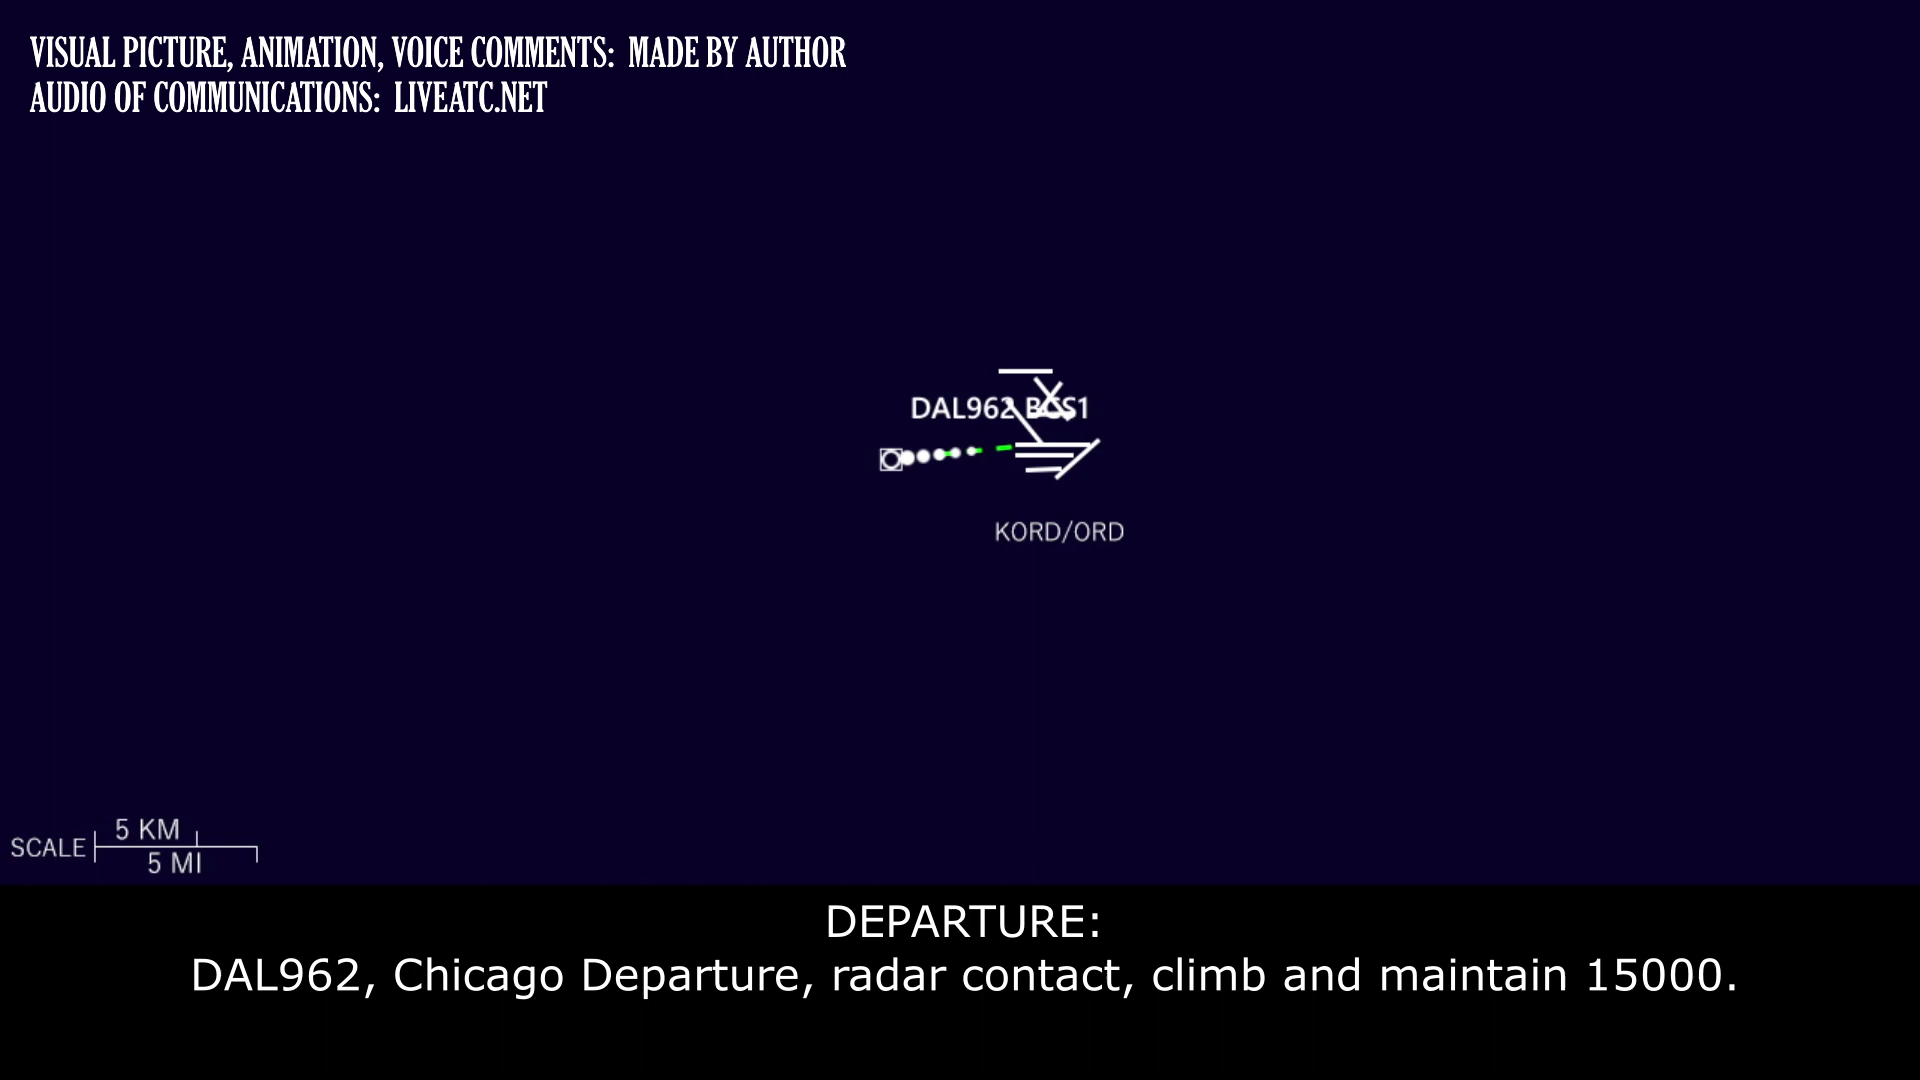 VISUAL PICTURE, ANIMATION, VOICE COMMENTS: MADE BY AUTHOR
AUDIO OF COMMUNICATIONS: LIVEATC.NET
DAL962 BCS1
KORD/ORD
SCALE
5 KM
5 MI
DEPARTURE:
DAL962, Chicago Departure, radar contact, climb and maintain 15000.